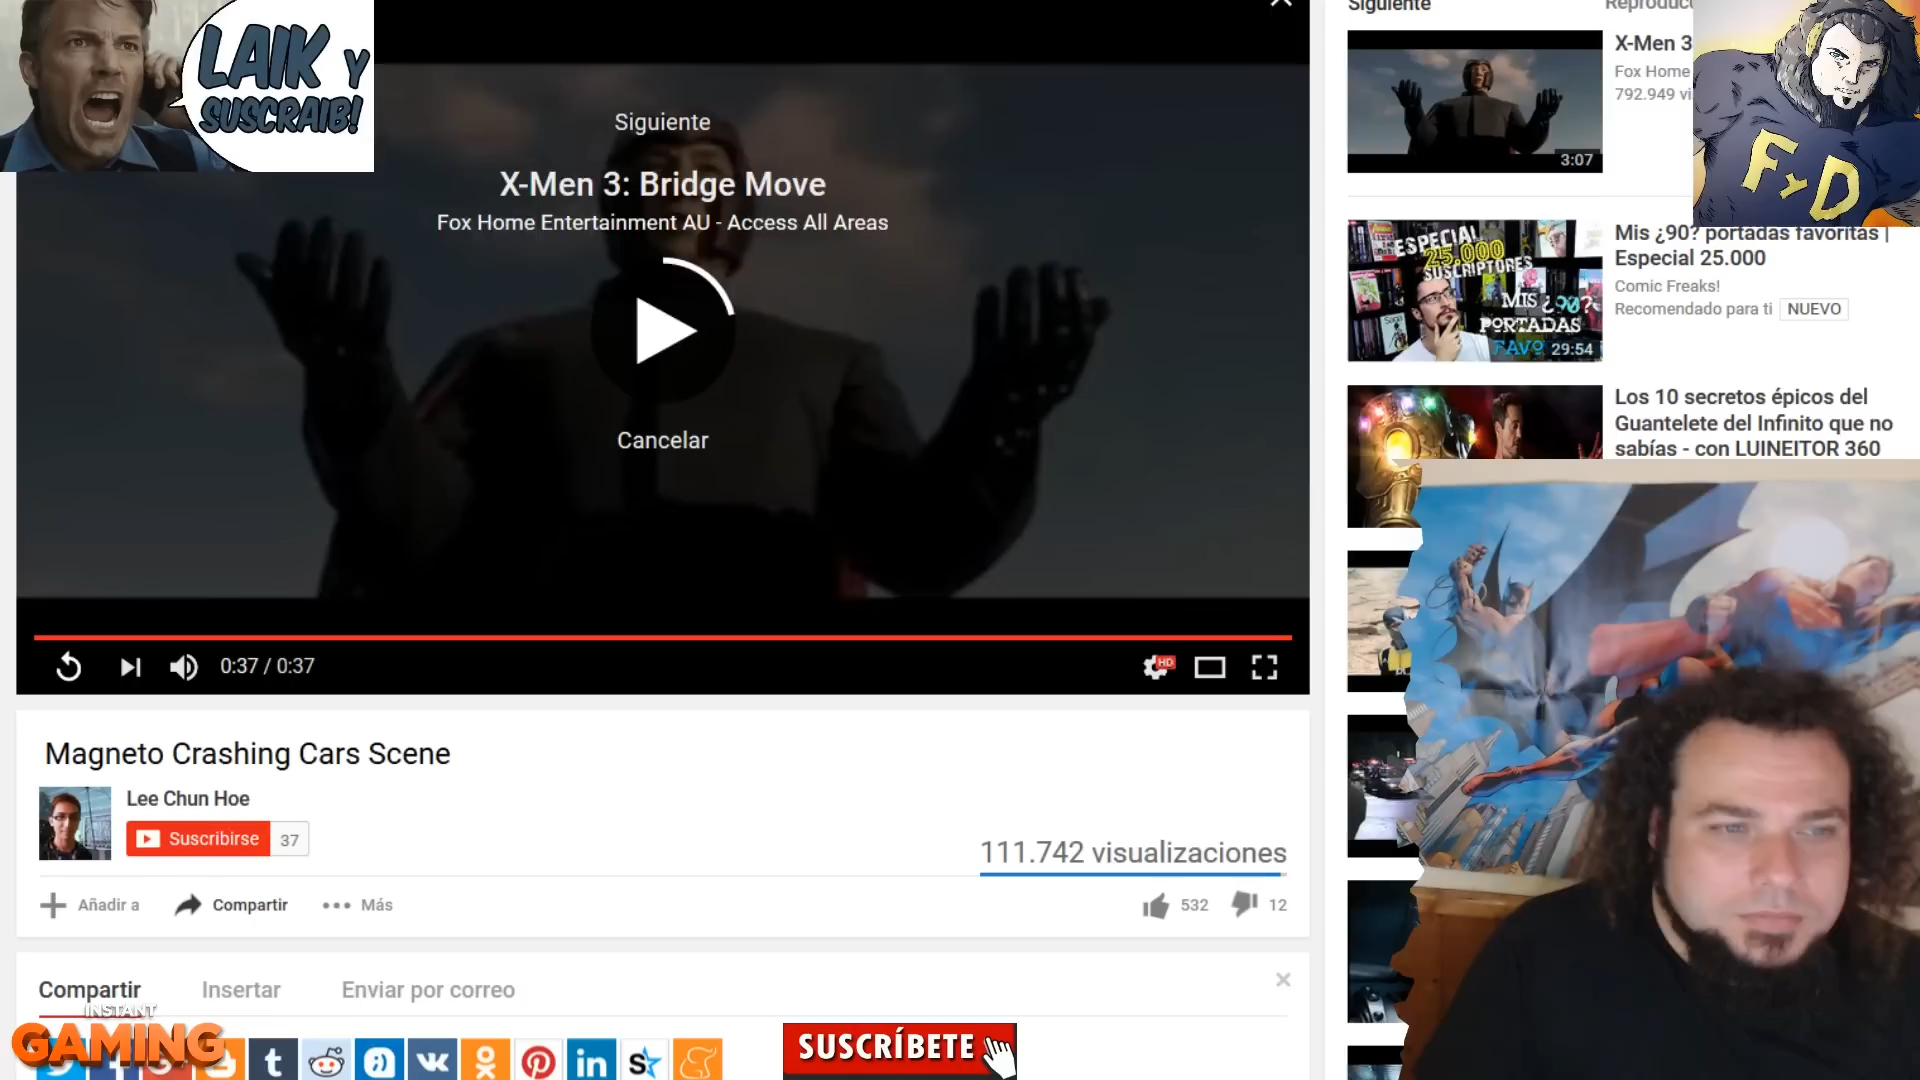 LAIK Y
SUSCRAIB!
Siguiente
X-Men 3: Bridge Move
Fox Home Entertainment AU - Access All Areas
Cancelar
0:37 / 0:37
HD
Magneto Crashing Cars Scene
Lee Chun Hoe
Suscribirse 37
111.742 visualizaciones
Añadir a
Compartir
Más
532
12
Compartir
Insertar
Enviar por correo
INSTANT
GAMING
SUSCRÍBETE
Siguiente
X-Men 3
Fox Home
792.949
3:07
F Y D
ESPECIAL
25.000
SUSCRIPTORES
MIS ¿90?
PORTADAS
FAVO 29:54
Mis ¿90? portadas favoritas |
Especial 25.000
Comic Freaks!
Recomendado para ti NUEVO
Los 10 secretos épicos del
Guantelete del Infinito que no
sabías - con LUINEITOR 360